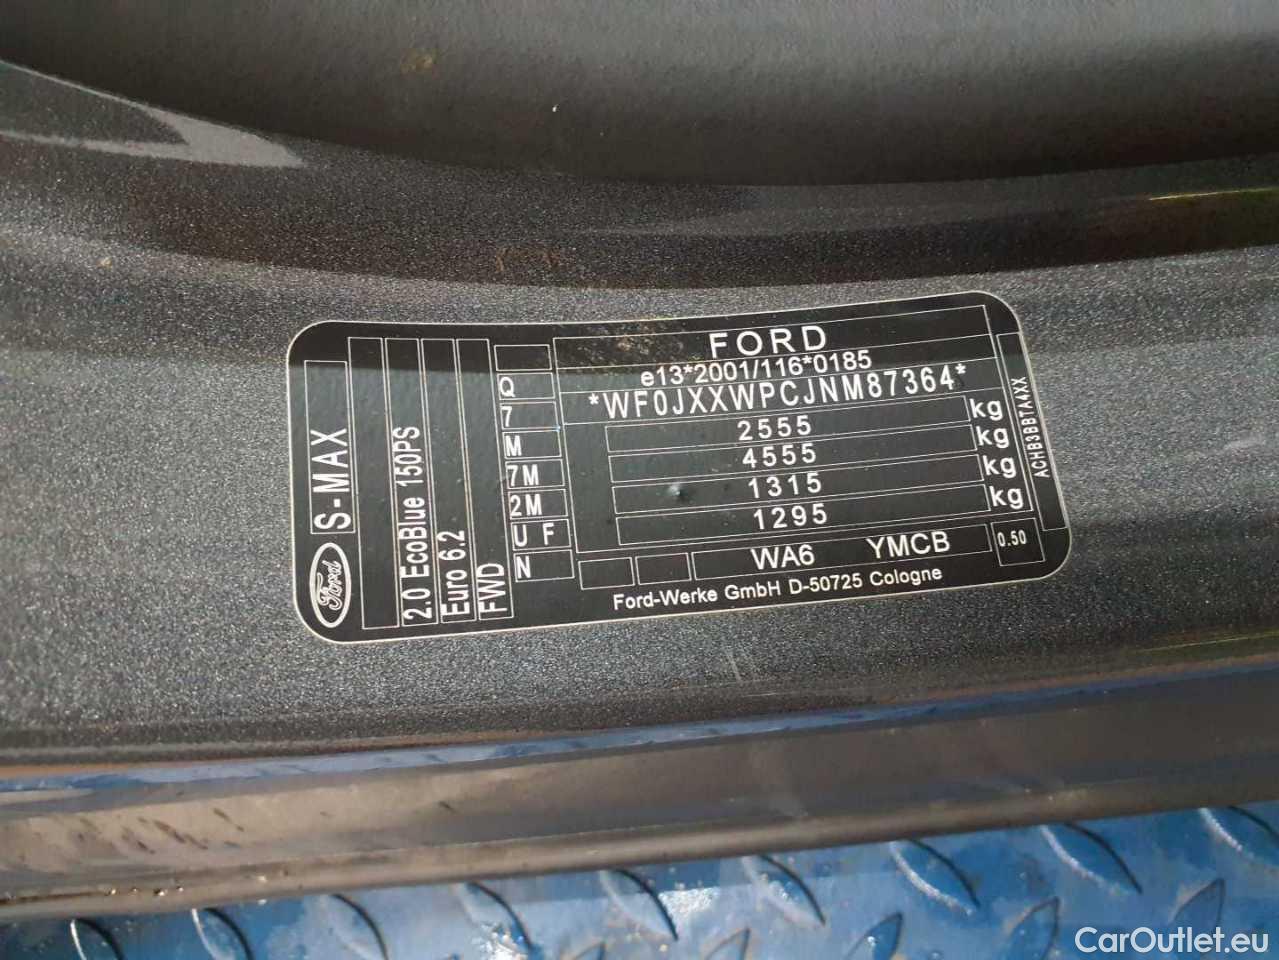 FORD
e13*2001/116*0185
*WF0JXXWPCJNM87364*
2555 kg
4555 kg
1315 kg
1295 kg
WA6 YMCB
0.50
Ford-Werke GmbH D-50725 Cologne
ACHB3BBTA4XX
Q
7
M
7M
2M
U F
N
S-MAX
Ford
2.0 EcoBlue 150PS
Euro 6.2
FWD
CarOutlet.eu